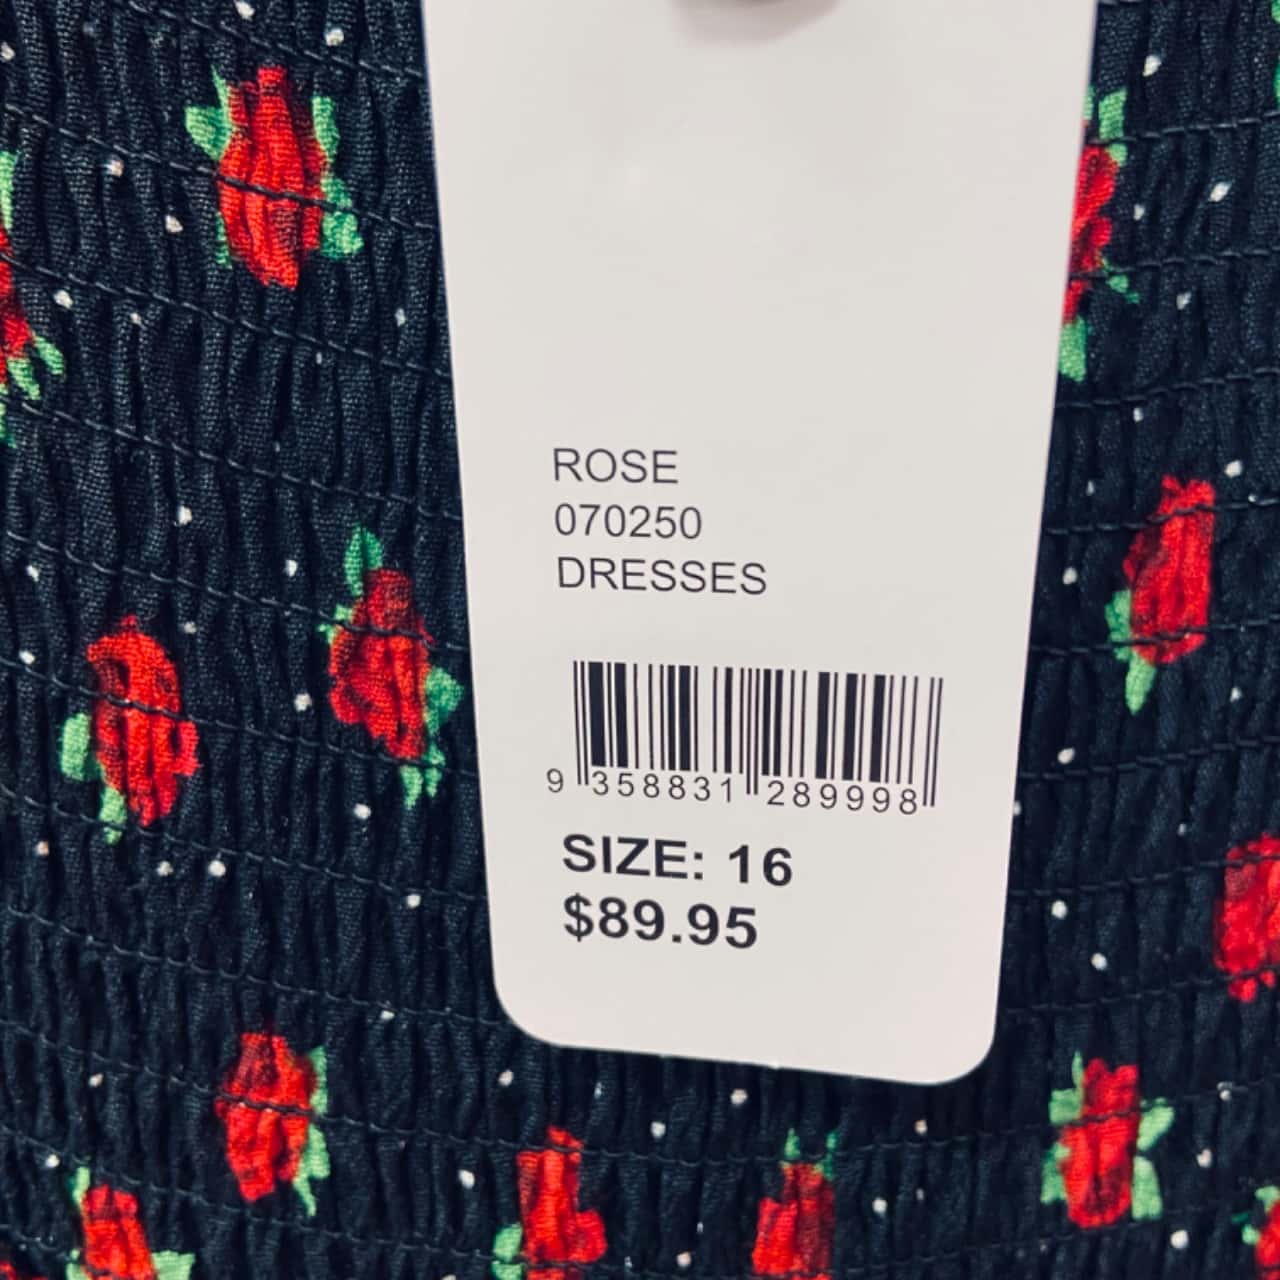 ROSE
070250
DRESSES
9 358831 289998
SIZE: 16
$89.95